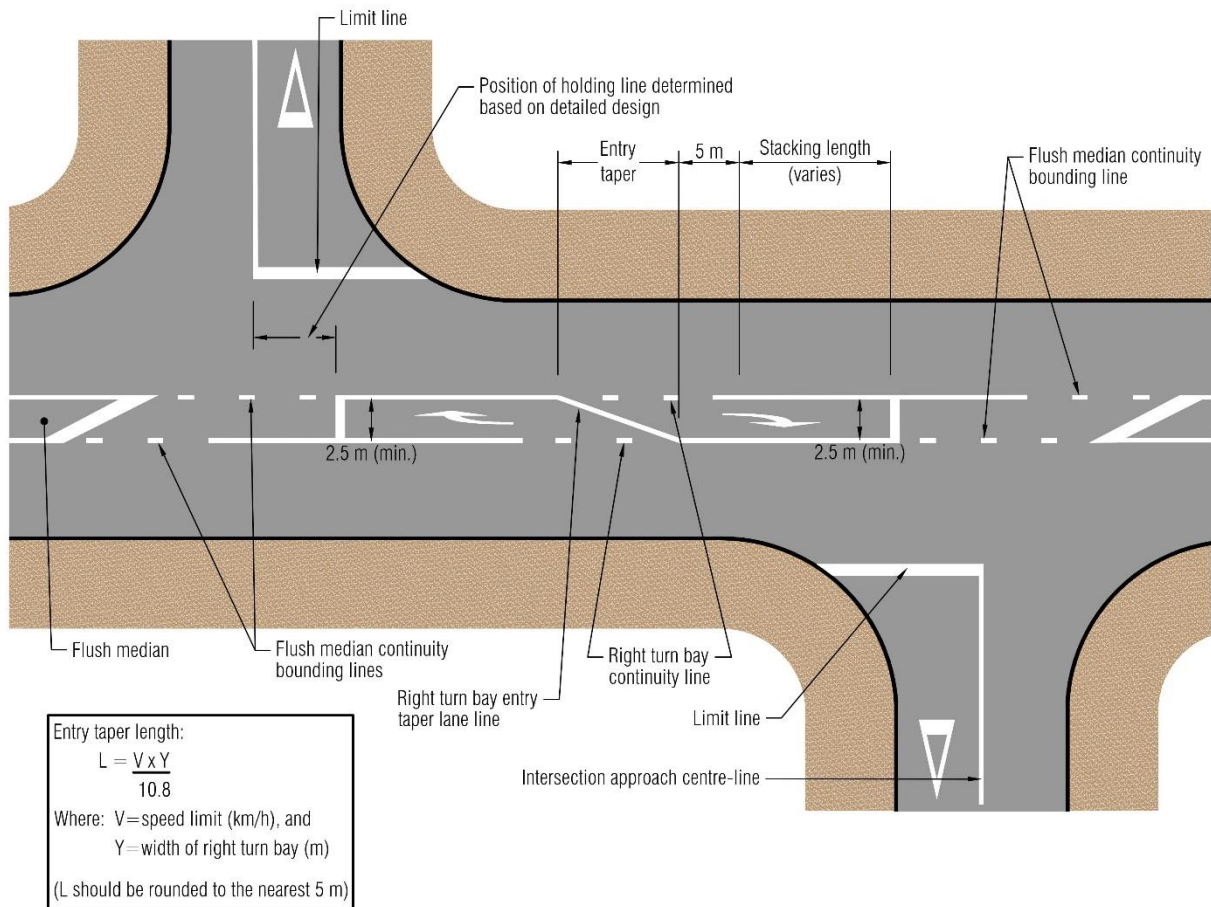 Limit line
Position of holding line determined
based on detailed design
Entry
taper
5 m
Stacking length
(varies)
Flush median continuity
bounding line
2.5 m (min.)
2.5 m (min.)
Flush median
Flush median continuity
bounding lines
Right turn bay
continuity line
Right turn bay entry
taper lane line
Limit line
Intersection approach centre-line
Entry taper length:
L = V x Y
10.8
Where: V=speed limit (km/h), and
Y=width of right turn bay (m)
(L should be rounded to the nearest 5 m)